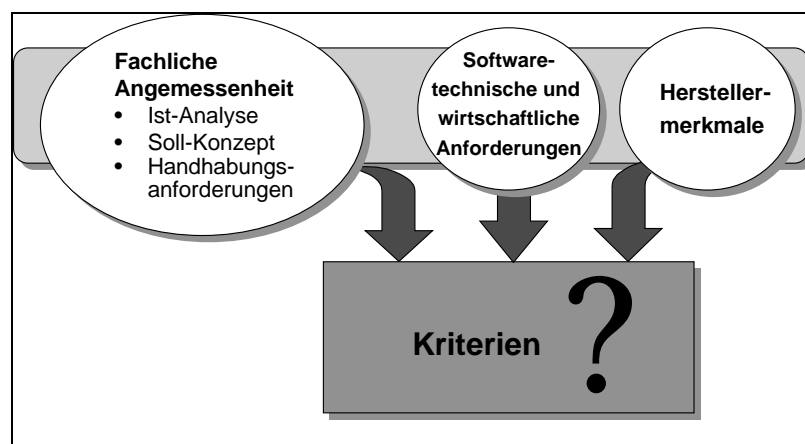 Fachliche
Angemessenheit
• Ist-Analyse
• Soll-Konzept
• Handhabungs-
anforderungen
Software-
technische und
wirtschaftliche
Anforderungen
Hersteller-
merkmale
Kriterien ?